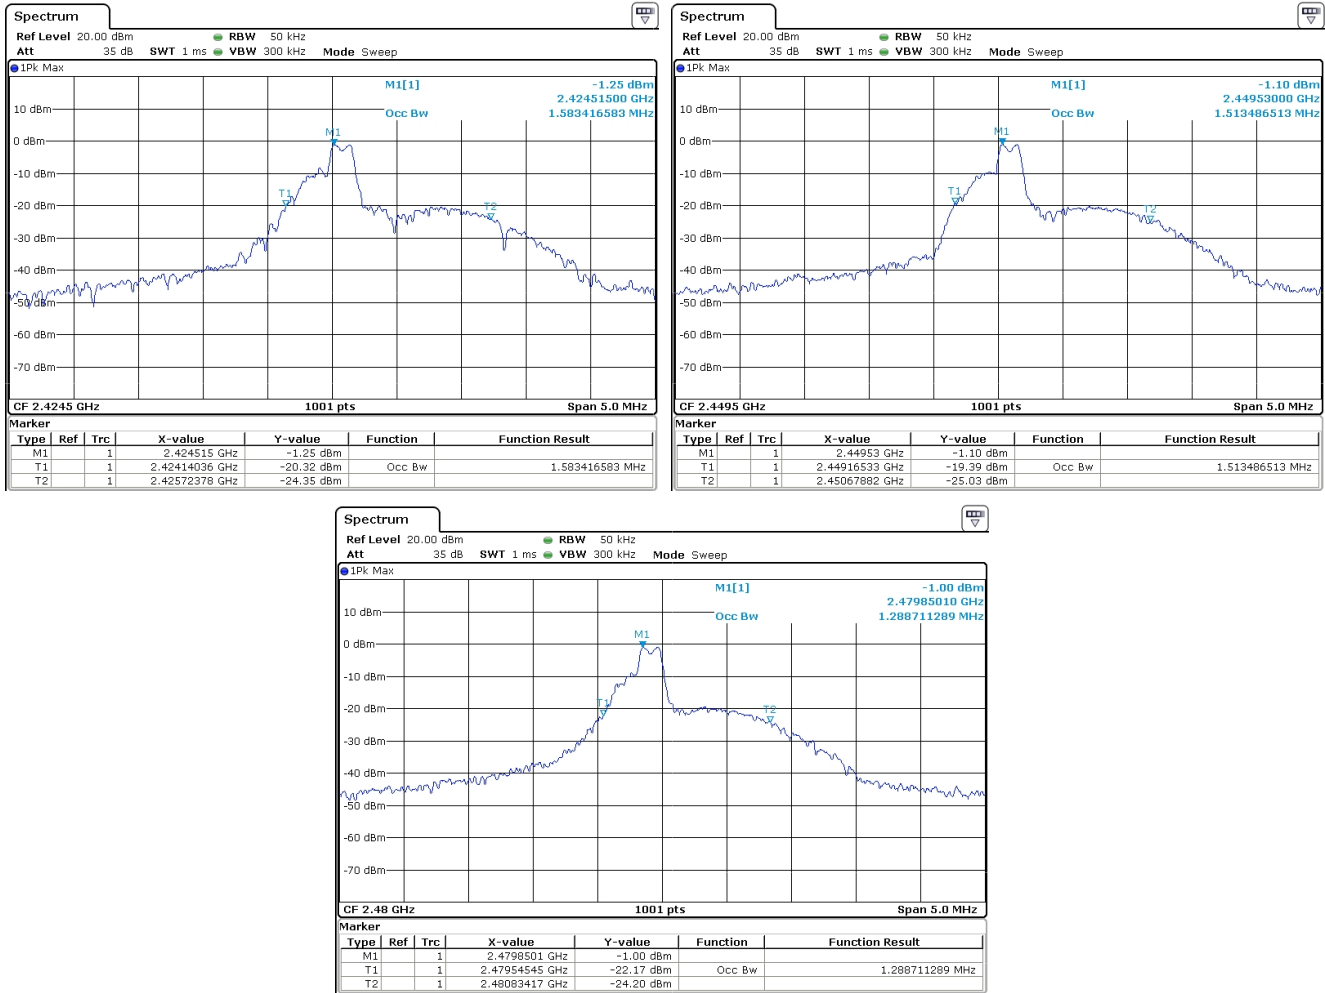 Spectrum
Ref Level 20.00 dBm RBW 50 kHz
Att 35 dB SWT 1 ms VBW 300 kHz Mode Sweep
1Pk Max
M1[1] -1.25 dBm
2.42451500 GHz
Occ Bw 1.583416583 MHz
10 dBm
M1
0 dBm
-10 dBm
T1
-20 dBm
T2
-30 dBm
-40 dBm
-50 dBm
-60 dBm
-70 dBm
CF 2.4245 GHz 1001 pts Span 5.0 MHz
Marker
Type Ref Trc X-value Y-value Function Function Result
M1 1 2.424515 GHz -1.25 dBm
T1 1 2.42414036 GHz -20.32 dBm Occ Bw 1.583416583 MHz
T2 1 2.42572378 GHz -24.35 dBm
Spectrum
Ref Level 20.00 dBm RBW 50 kHz
Att 35 dB SWT 1 ms VBW 300 kHz Mode Sweep
1Pk Max
M1[1] -1.10 dBm
2.44953000 GHz
Occ Bw 1.513486513 MHz
10 dBm
M1
0 dBm
-10 dBm
T1
-20 dBm
T2
-30 dBm
-40 dBm
-50 dBm
-60 dBm
-70 dBm
CF 2.4495 GHz 1001 pts Span 5.0 MHz
Marker
Type Ref Trc X-value Y-value Function Function Result
M1 1 2.44953 GHz -1.10 dBm
T1 1 2.44916533 GHz -19.39 dBm Occ Bw 1.513486513 MHz
T2 1 2.45067882 GHz -25.03 dBm
Spectrum
Ref Level 20.00 dBm RBW 50 kHz
Att 35 dB SWT 1 ms VBW 300 kHz Mode Sweep
1Pk Max
M1[1] -1.00 dBm
2.47985010 GHz
Occ Bw 1.288711289 MHz
10 dBm
M1
0 dBm
-10 dBm
T1
-20 dBm
T2
-30 dBm
-40 dBm
-50 dBm
-60 dBm
-70 dBm
CF 2.48 GHz 1001 pts Span 5.0 MHz
Marker
Type Ref Trc X-value Y-value Function Function Result
M1 1 2.4798501 GHz -1.00 dBm
T1 1 2.47954545 GHz -22.17 dBm Occ Bw 1.288711289 MHz
T2 1 2.48083417 GHz -24.20 dBm